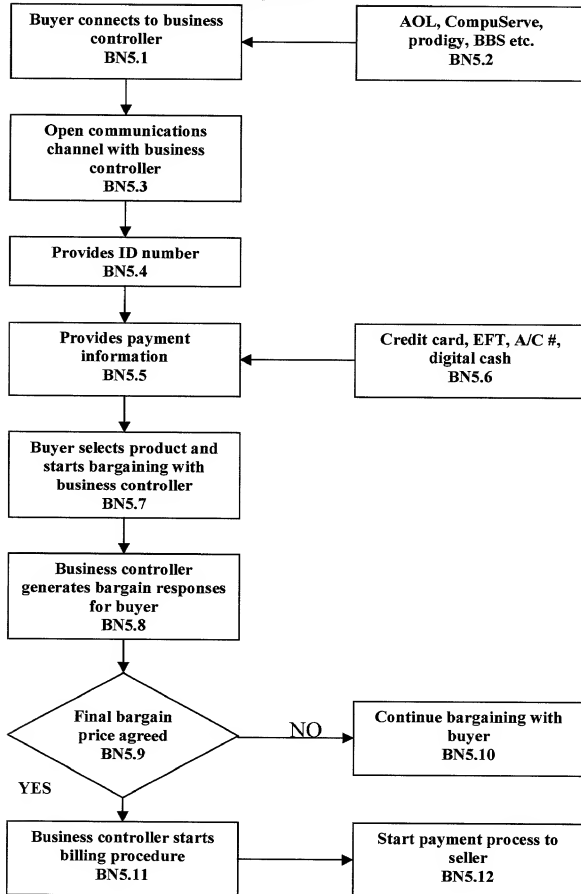 Buyer connects to business
controller
BN5.1
AOL, CompuServe,
prodigy, BBS etc.
BN5.2
Open communications
channel with business
controller
BN5.3
Provides ID number
BN5.4
Provides payment
information
BN5.5
Credit card, EFT, A/C #,
digital cash
BN5.6
Buyer selects product and
starts bargaining with
business controller
BN5.7
Business controller
generates bargain responses
for buyer
BN5.8
Final bargain
price agreed
BN5.9
NO
Continue bargaining with
buyer
BN5.10
YES
Business controller starts
billing procedure
BN5.11
Start payment process to
seller
BN5.12